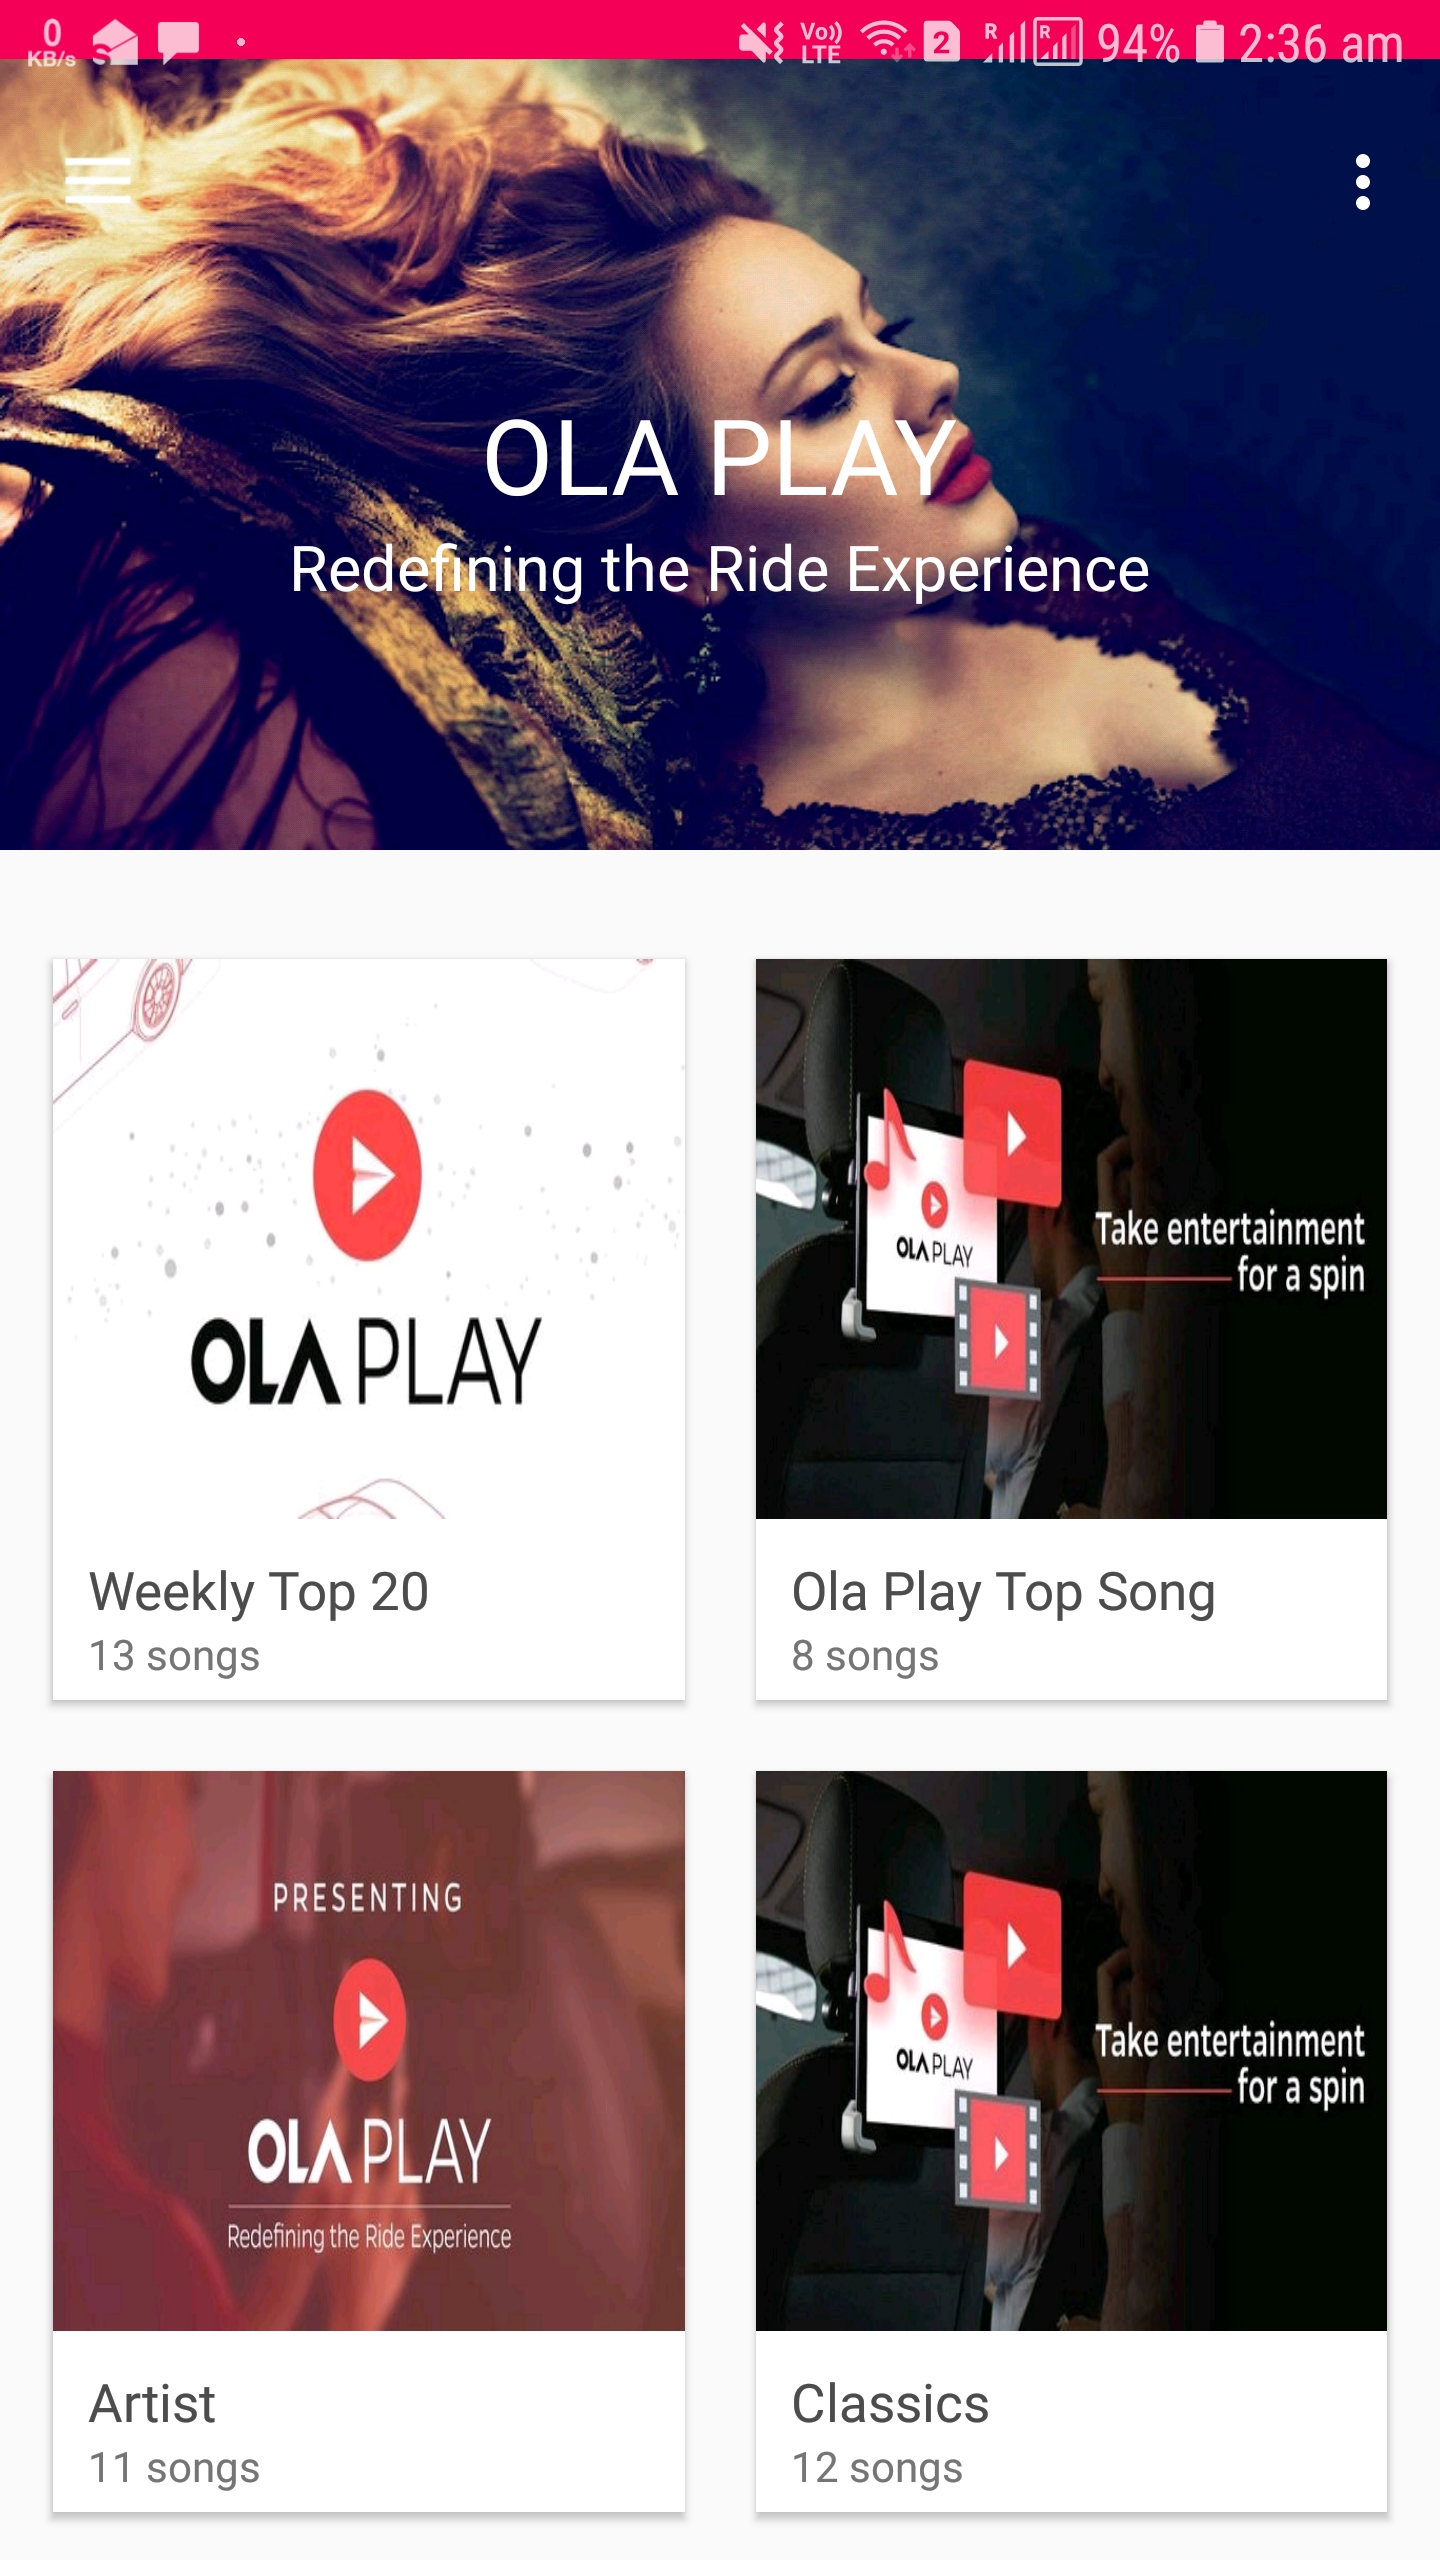 0
KB/s
Vo))
LTE
2
R
R
94%
2:36 am
OLA PLAY
Redefining the Ride Experience
OLA PLAY
Weekly Top 20
13 songs
OLA PLAY
Take entertainment
for a spin
Ola Play Top Song
8 songs
PRESENTING
OLA PLAY
Redefining the Ride Experience
Artist
11 songs
OLA PLAY
Take entertainment
for a spin
Classics
12 songs